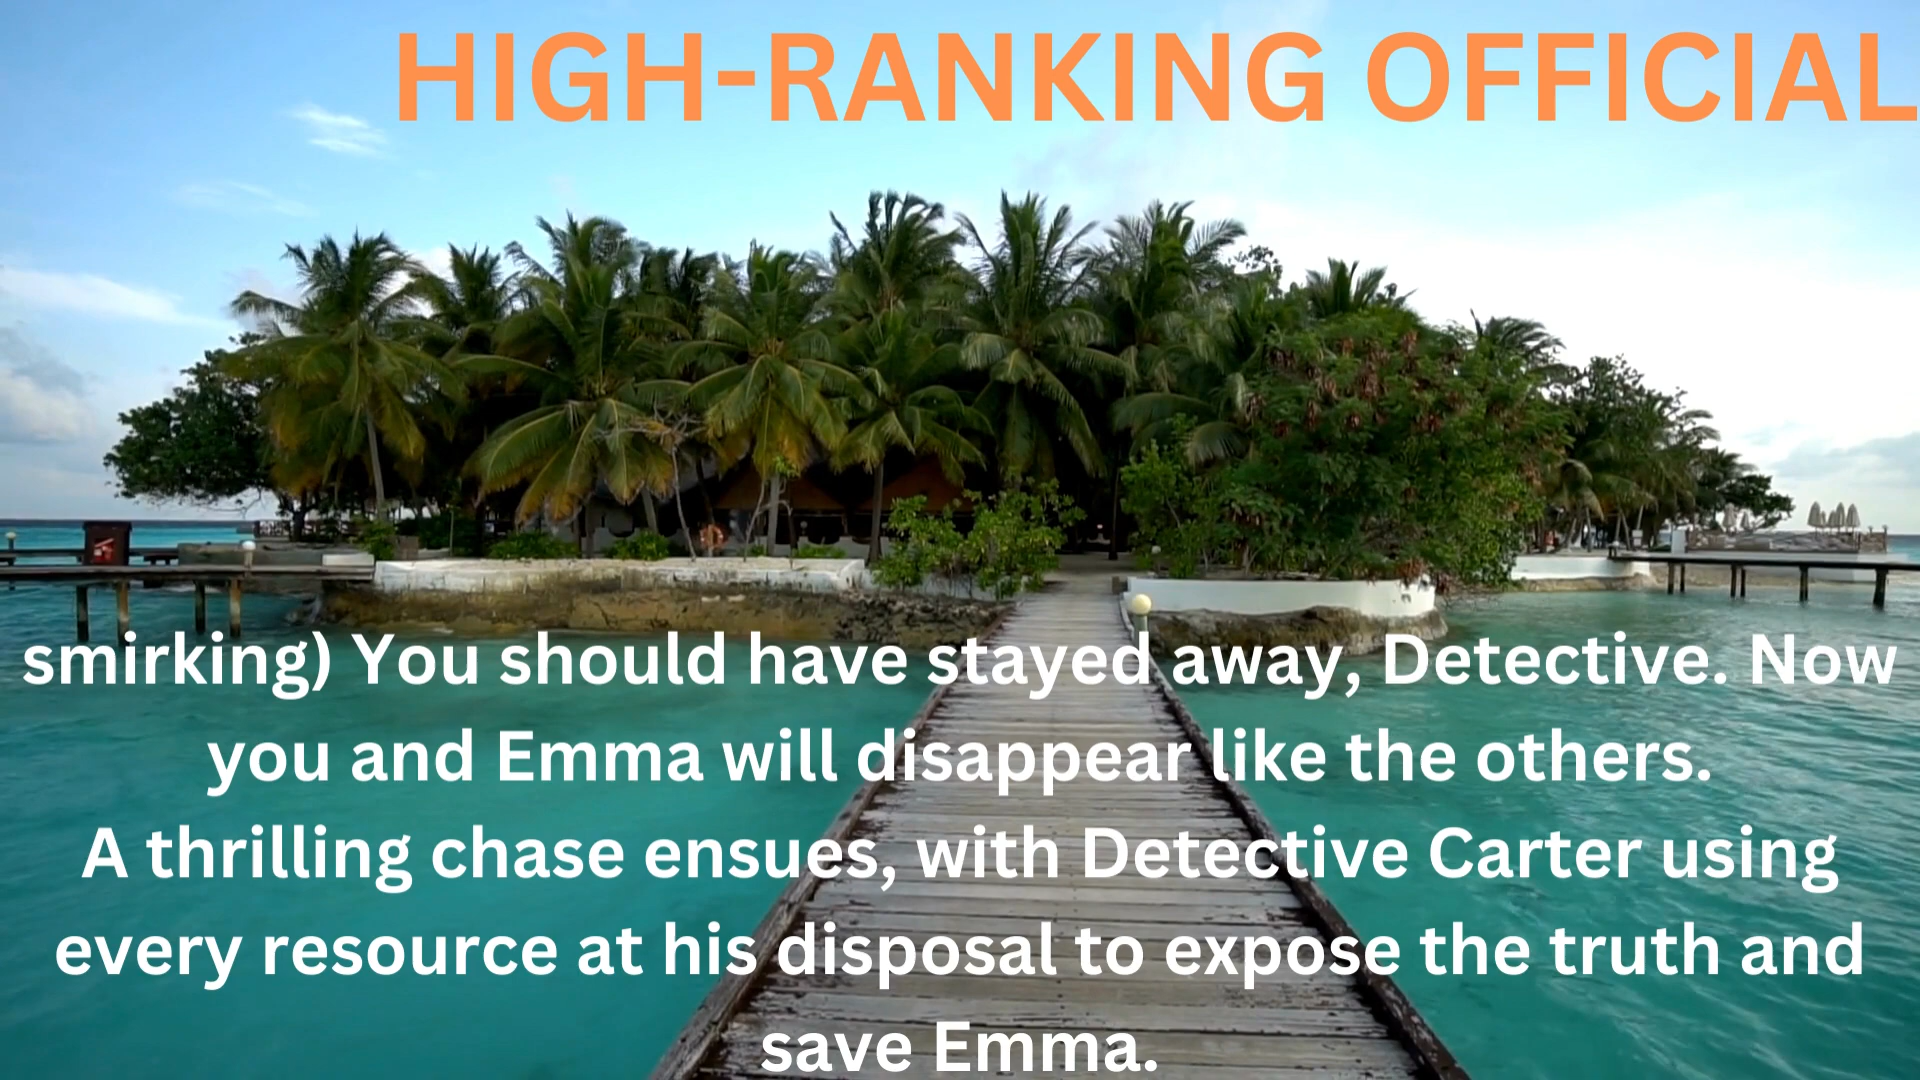 HIGH-RANKING OFFICIAL
smirking) You should have stayed away, Detective. Now
you and Emma will disappear like the others.
A thrilling chase ensues, with Detective Carter using
every resource at his disposal to expose the truth and
save Emma.